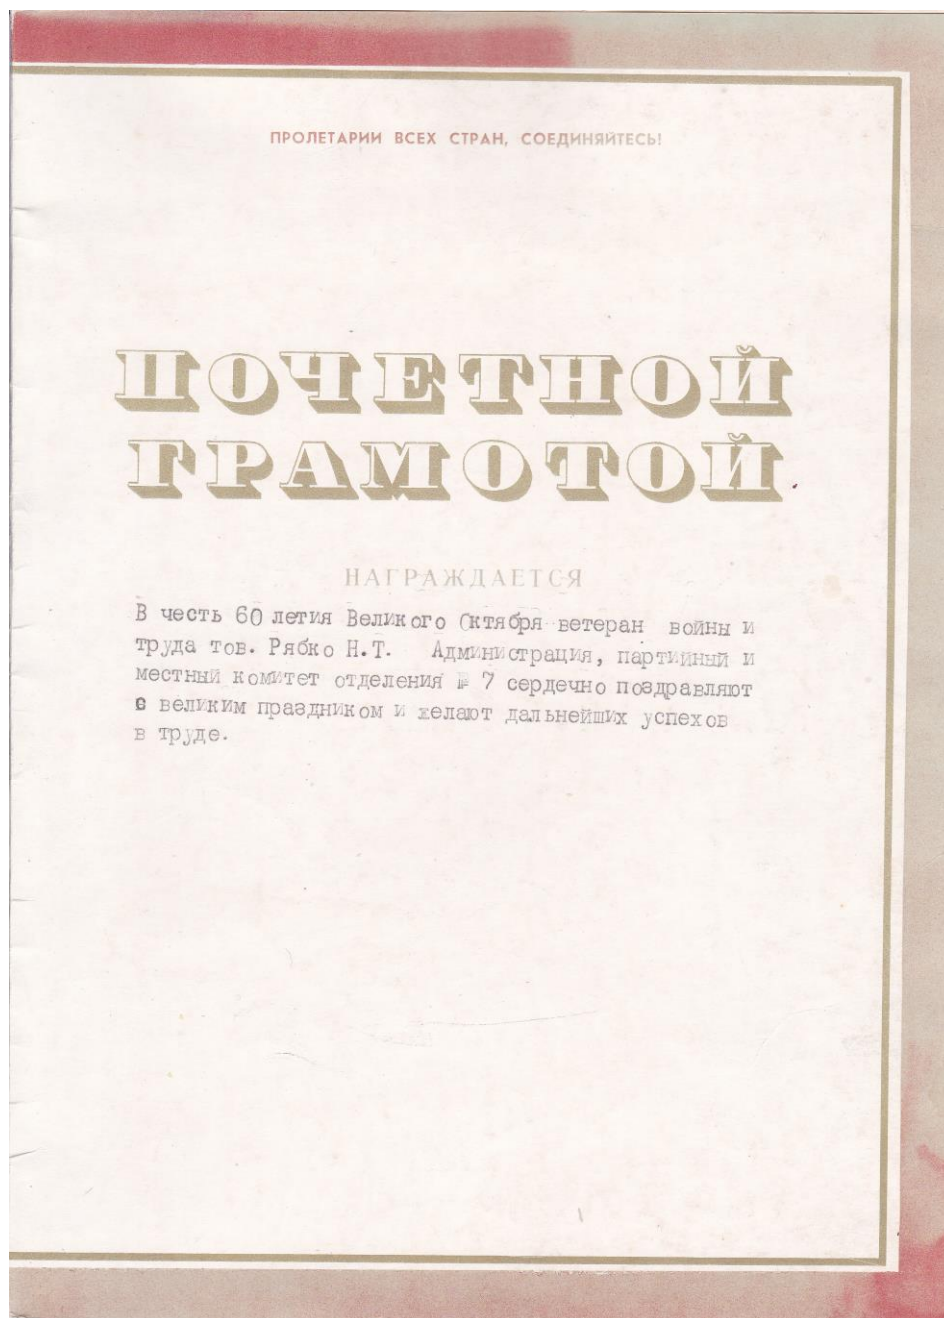 ПРОЛЕТАРИИ ВСЕХ СТРАН, СОЕДИНЯЙТЕСЬ!
ПОЧЕТНОЙ
ГРАМОТОЙ
НАГРАЖДАЕТСЯ
В честь 60 летия Великого Октября ветеран войны и
труда тов. Рябко Н.Т. Администрация, партийный и
местный комитет отделения № 7 сердечно поздравляют
с великим праздником и желают дальнейших успехов
в труде.